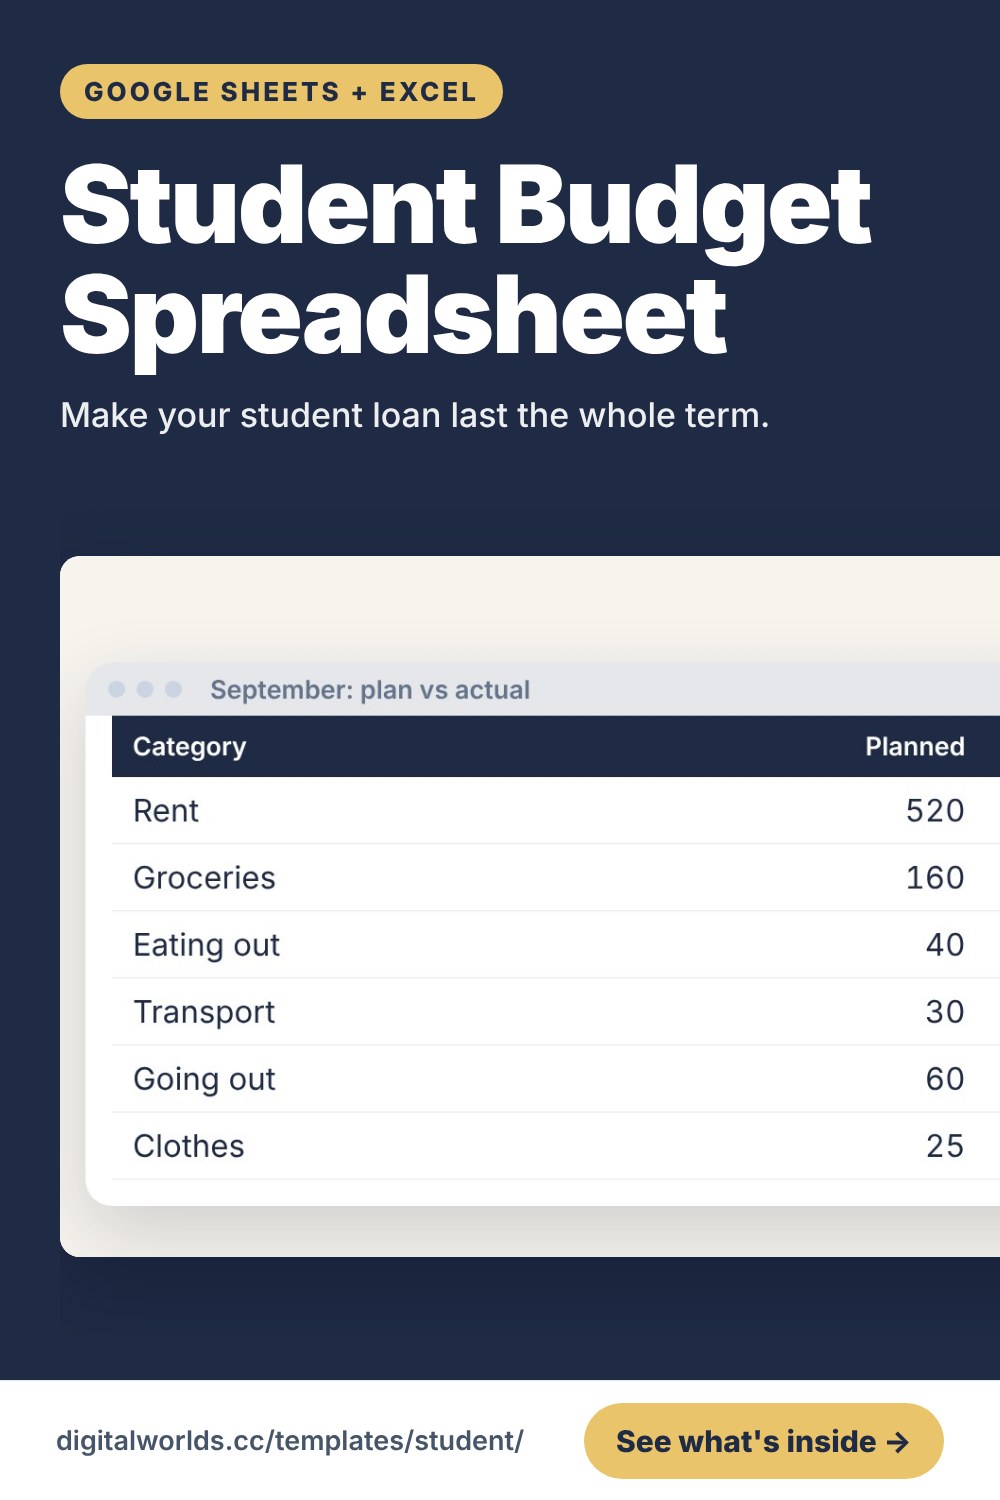 GOOGLE SHEETS + EXCEL
Student Budget
Spreadsheet
Make your student loan last the whole term.
September: plan vs actual
Category Planned
Rent 520
Groceries 160
Eating out 40
Transport 30
Going out 60
Clothes 25
digitalworlds.cc/templates/student/
See what's inside →